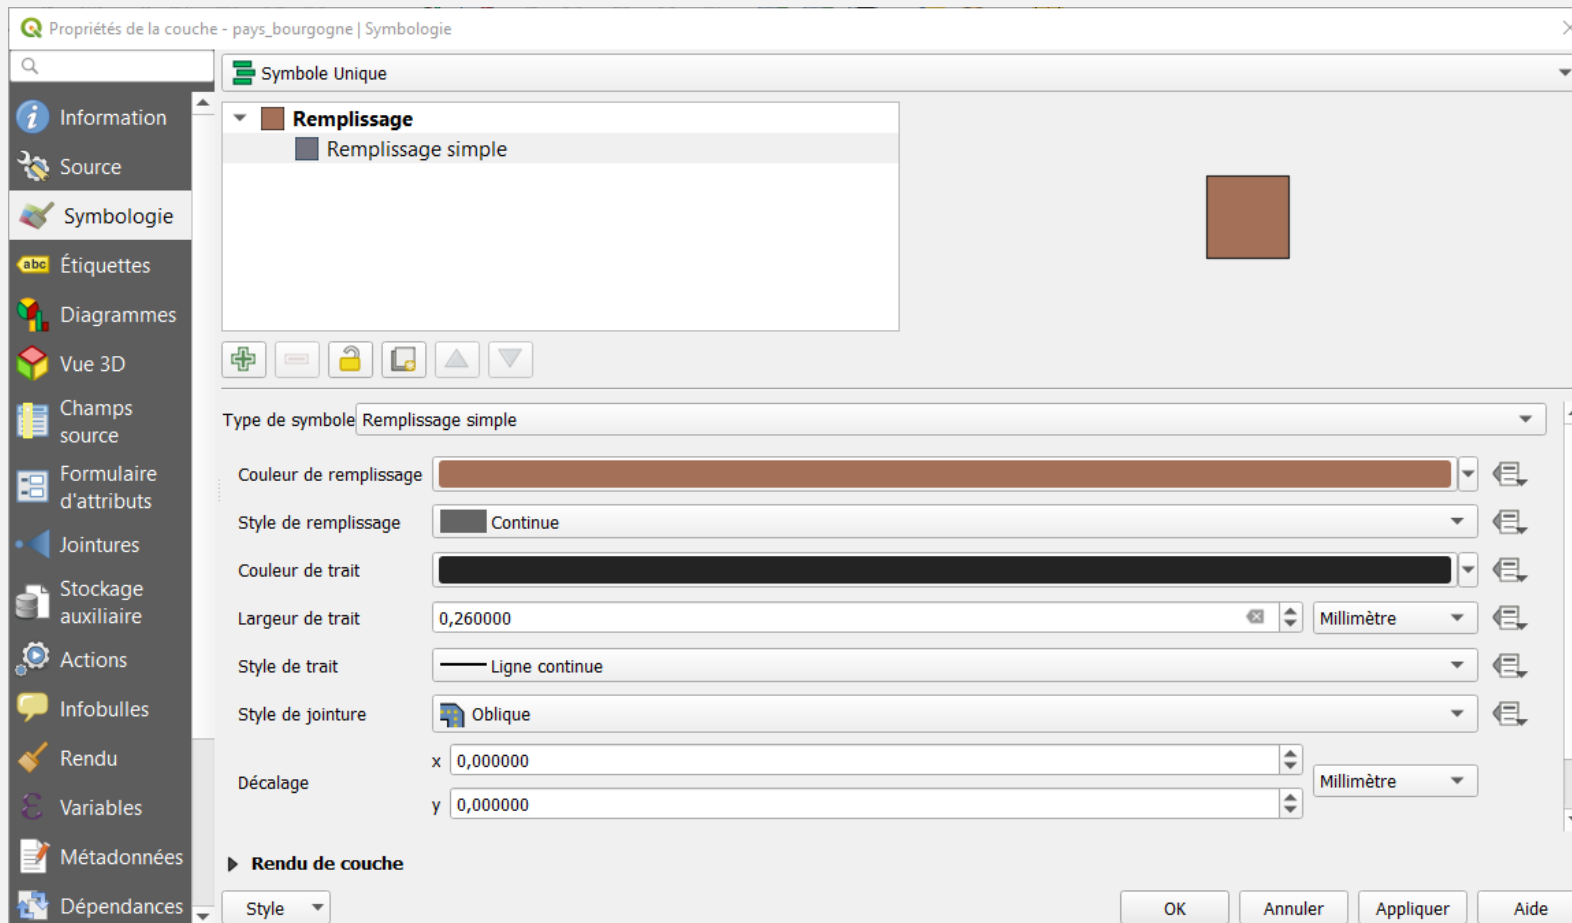 Propriétés de la couche - pays_bourgogne | Symbologie
Symbole Unique
Information
Source
Symbologie
abc Étiquettes
Diagrammes
Vue 3D
Champs
source
Formulaire
d'attributs
Jointures
Stockage
auxiliaire
Actions
Infobulles
Rendu
Variables
Métadonnées
Dépendances
Remplissage
Remplissage simple
Type de symbole Remplissage simple
Couleur de remplissage
Style de remplissage Continue
Couleur de trait
Largeur de trait 0,260000 Millimètre
Style de trait Ligne continue
Style de jointure Oblique
Décalage x 0,000000 Millimètre
y 0,000000
Rendu de couche
Style OK Annuler Appliquer Aide